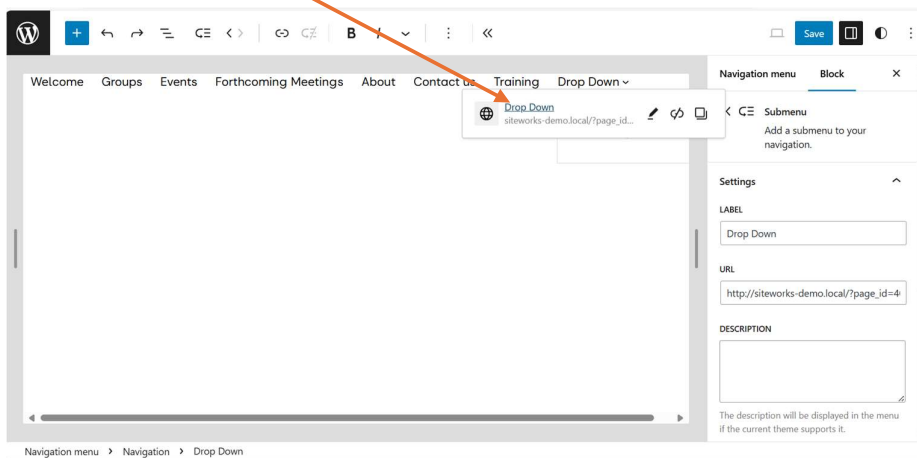 B I
Save
Welcome Groups Events Forthcoming Meetings About Contact us Training Drop Down
Drop Down
siteworks-demo.local/?page_id...
Navigation menu Block
Submenu
Add a submenu to your
navigation.
Settings
LABEL
Drop Down
URL
http://siteworks-demo.local/?page_id=4
DESCRIPTION
The description will be displayed in the menu
if the current theme supports it.
Navigation menu > Navigation > Drop Down